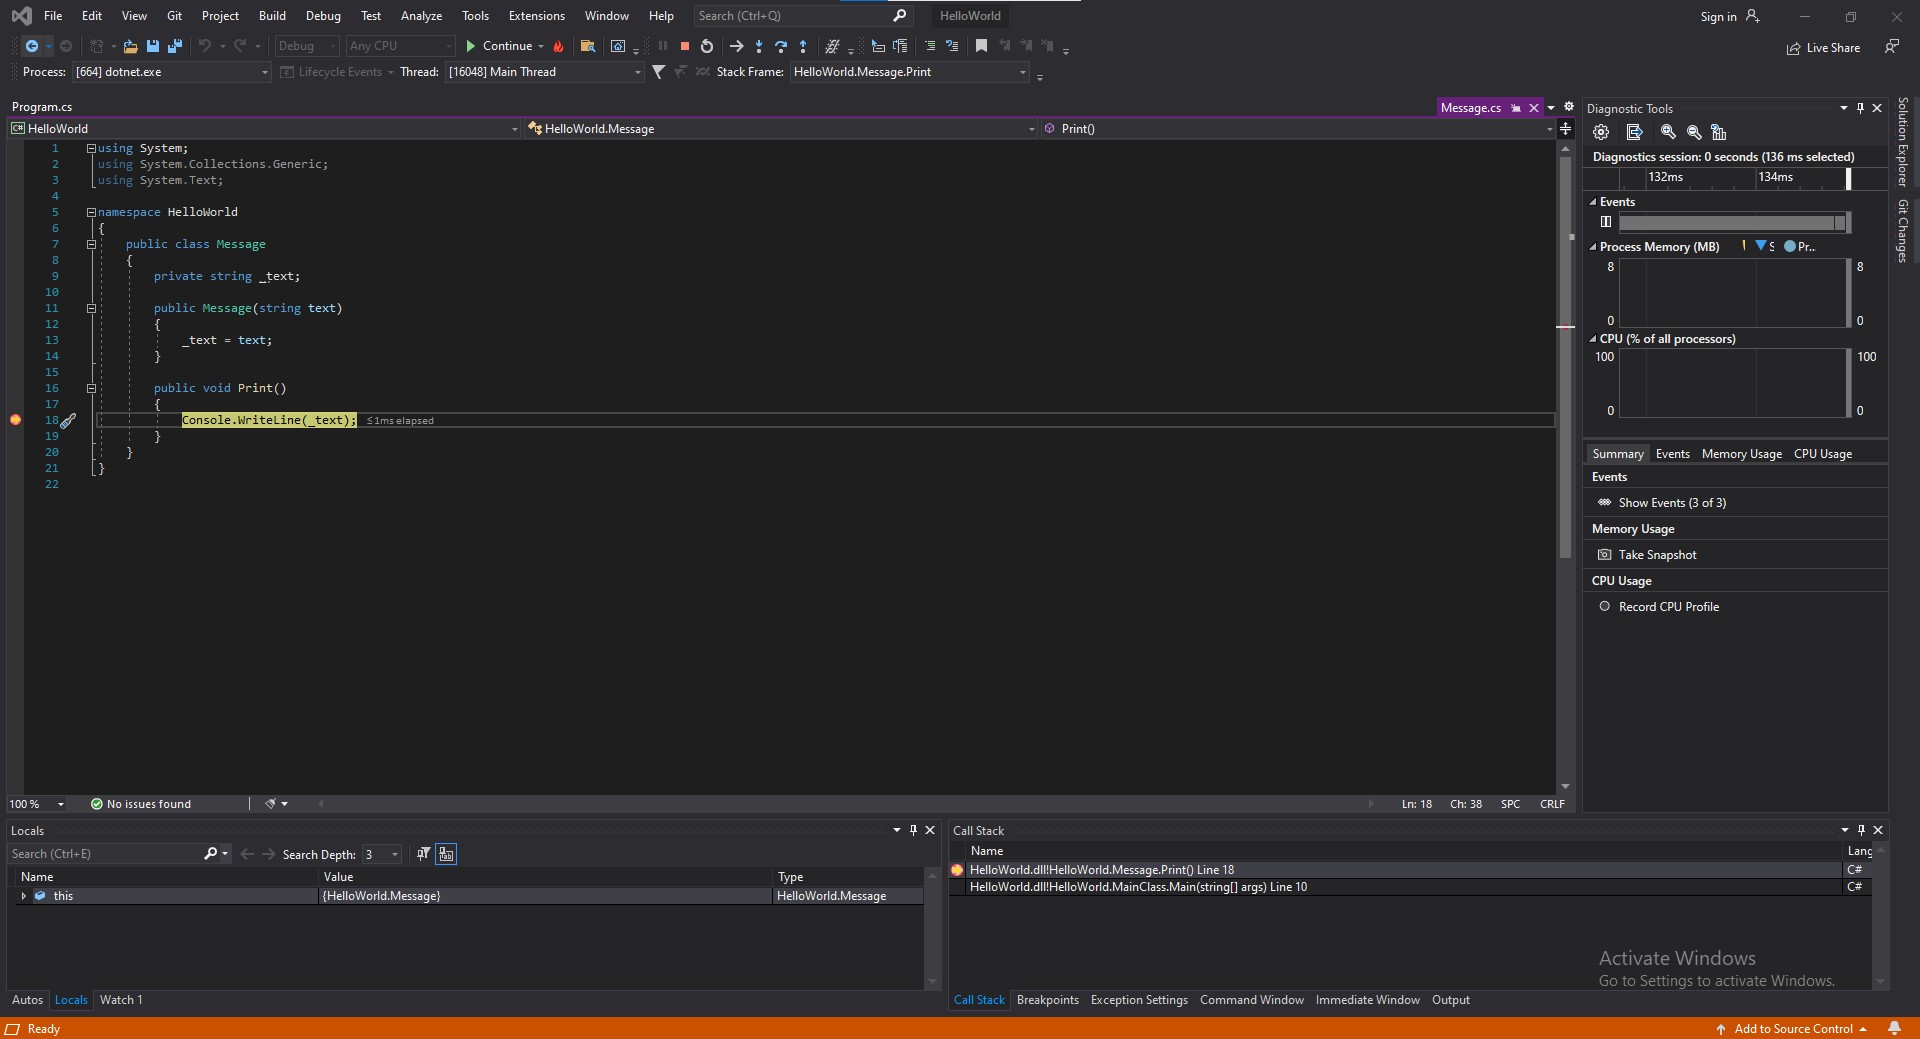 File Edit View Git Project Build Debug Test Analyze Tools Extensions Window Help Search (Ctrl+Q) HelloWorld Sign in
Debug Any CPU Continue Live Share
Process: [664] dotnet.exe Lifecycle Events Thread: [16048] Main Thread Stack Frame: HelloWorld.Message.Print
Program.cs Message.cs
C# HelloWorld HelloWorld.Message Print()
1 using System;
2 using System.Collections.Generic;
3 using System.Text;
4
5 namespace HelloWorld
6 {
7 public class Message
8 {
9 private string _text;
10
11 public Message(string text)
12 {
13 _text = text;
14 }
15
16 public void Print()
17 {
18 Console.WriteLine(_text); ≤1ms elapsed
19 }
20 }
21 }
22
100 % No issues found Ln: 18 Ch: 38 SPC CRLF
Diagnostic Tools
Diagnostics session: 0 seconds (136 ms selected)
132ms 134ms
Events
Process Memory (MB) S Pr...
8 8
0 0
CPU (% of all processors)
100 100
0 0
Summary Events Memory Usage CPU Usage
Events
Show Events (3 of 3)
Memory Usage
Take Snapshot
CPU Usage
Record CPU Profile
Solution Explorer
Git Changes
Locals
Search (Ctrl+E) Search Depth: 3
Name Value Type
this {HelloWorld.Message} HelloWorld.Message
Autos Locals Watch 1
Call Stack
Name Lang
HelloWorld.dll!HelloWorld.Message.Print() Line 18 C#
HelloWorld.dll!HelloWorld.MainClass.Main(string[] args) Line 10 C#
Activate Windows
Go to Settings to activate Windows.
Call Stack Breakpoints Exception Settings Command Window Immediate Window Output
Ready Add to Source Control